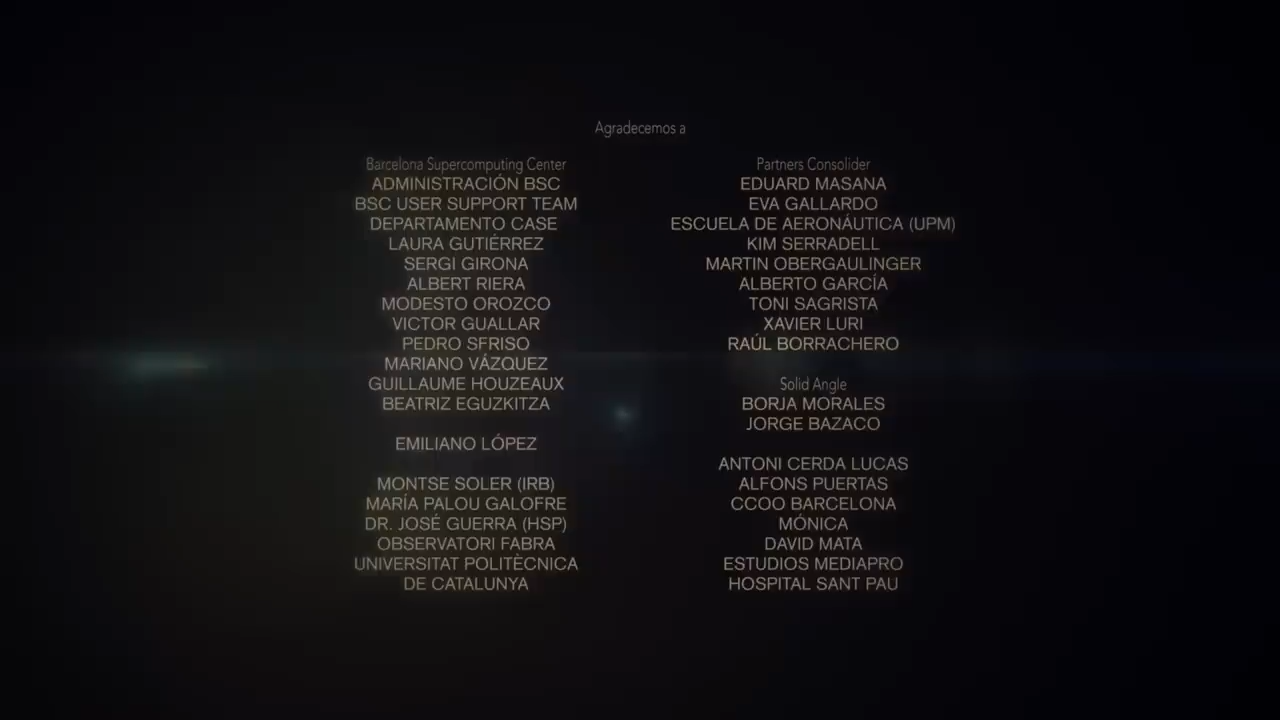 Agradecemos a
Barcelona Supercomputing Center
ADMINISTRACIÓN BSC
BSC USER SUPPORT TEAM
DEPARTAMENTO CASE
LAURA GUTIÉRREZ
SERGI GIRONA
ALBERT RIERA
MODESTO OROZCO
VICTOR GUALLAR
PEDRO SFRISO
MARIANO VÁZQUEZ
GUILLAUME HOUZEAUX
BEATRIZ EGUZKITZA
EMILIANO LÓPEZ
MONTSE SOLER (IRB)
MARÍA PALOU GALOFRE
DR. JOSÉ GUERRA (HSP)
OBSERVATORI FABRA
UNIVERSITAT POLITÈCNICA
DE CATALUNYA
Partners Consolider
EDUARD MASANA
EVA GALLARDO
ESCUELA DE AERONÁUTICA (UPM)
KIM SERRADELL
MARTIN OBERGAULINGER
ALBERTO GARCÍA
TONI SAGRISTA
XAVIER LURI
RAÚL BORRACHERO
Solid Angle
BORJA MORALES
JORGE BAZACO
ANTONI CERDA LUCAS
ALFONS PUERTAS
CCOO BARCELONA
MÓNICA
DAVID MATA
ESTUDIOS MEDIAPRO
HOSPITAL SANT PAU